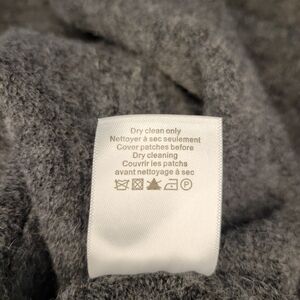 Dry clean only
Nettoyer à sec seulement
Cover patches before
Dry cleaning
Couvrir les patchs
avant nettoyage à sec